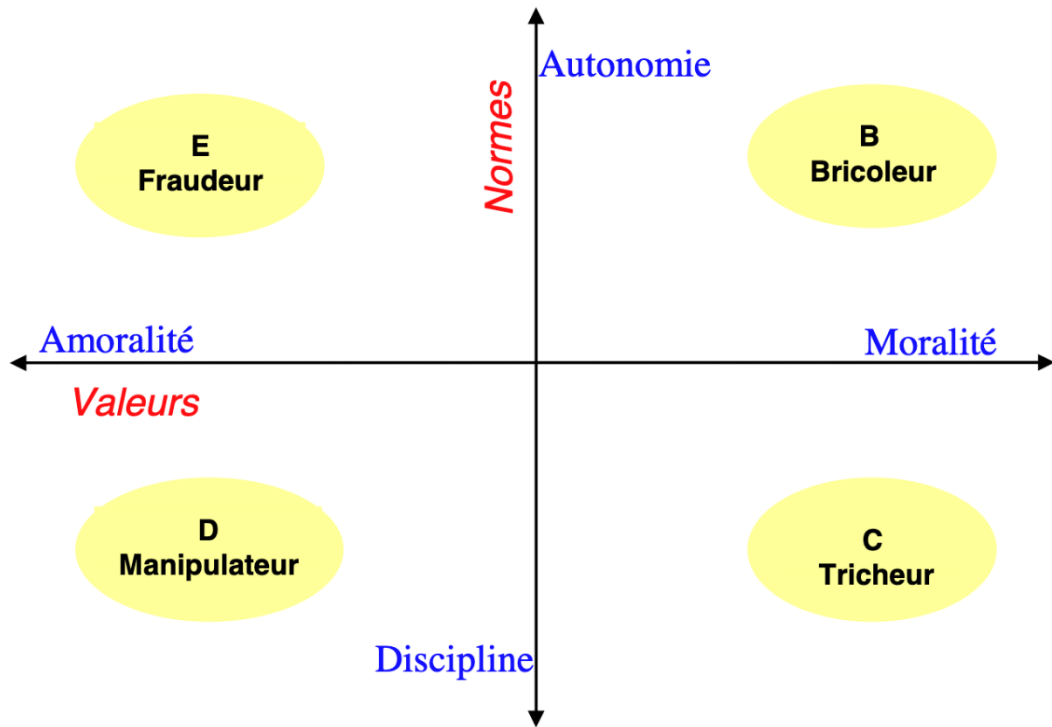 Autonomie
Normes
E
Fraudeur
B
Bricoleur
Amoralité
Moralité
Valeurs
D
Manipulateur
C
Tricheur
Discipline